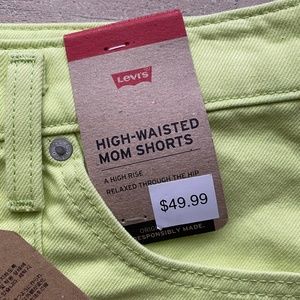 Levi's
HIGH-WAISTED
MOM SHORTS
A HIGH RISE
RELAXED THROUGH THE HIP
$49.99
RESPONSIBLY MADE.